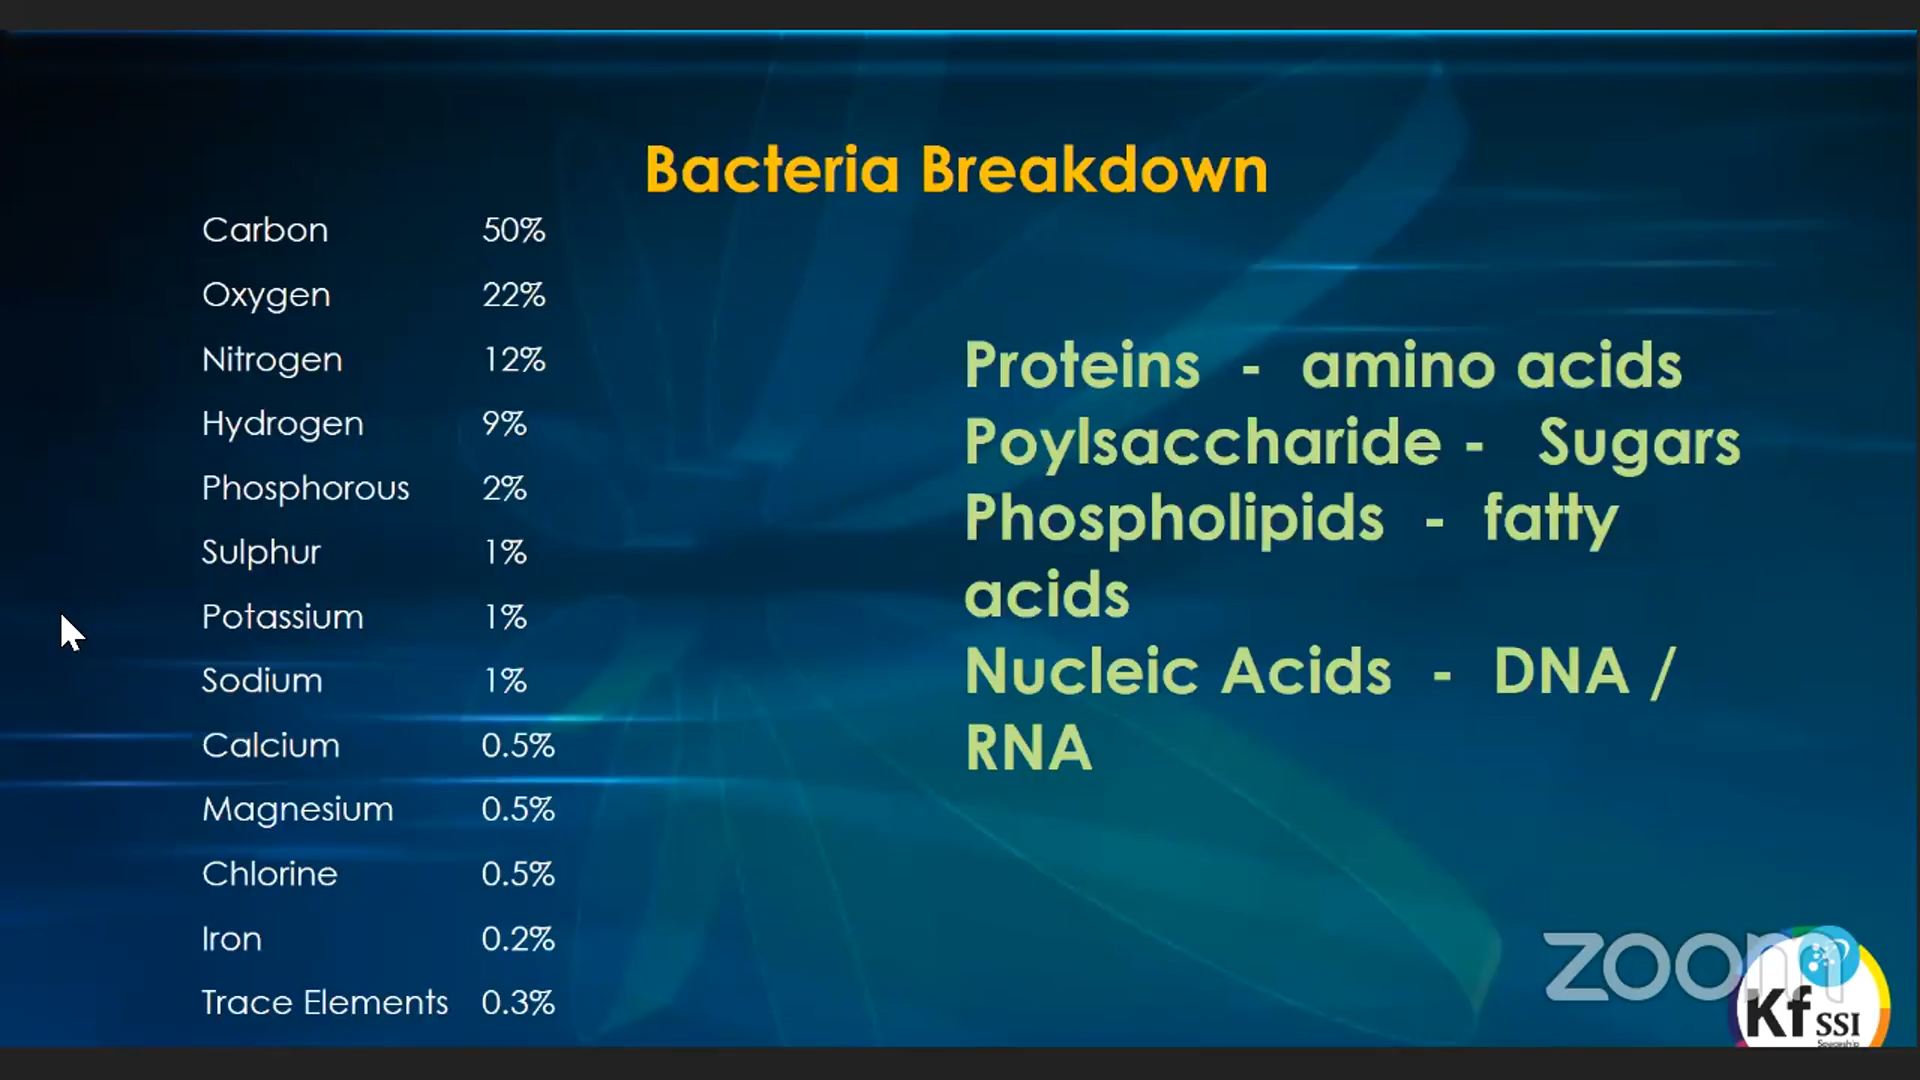 Bacteria Breakdown
Carbon 50%
Oxygen 22%
Nitrogen 12%
Hydrogen 9%
Phosphorous 2%
Sulphur 1%
Potassium 1%
Sodium 1%
Calcium 0.5%
Magnesium 0.5%
Chlorine 0.5%
Iron 0.2%
Trace Elements 0.3%
Proteins - amino acids
Poylsaccharide - Sugars
Phospholipids - fatty
acids
Nucleic Acids - DNA /
RNA
zoom
Kf SSI